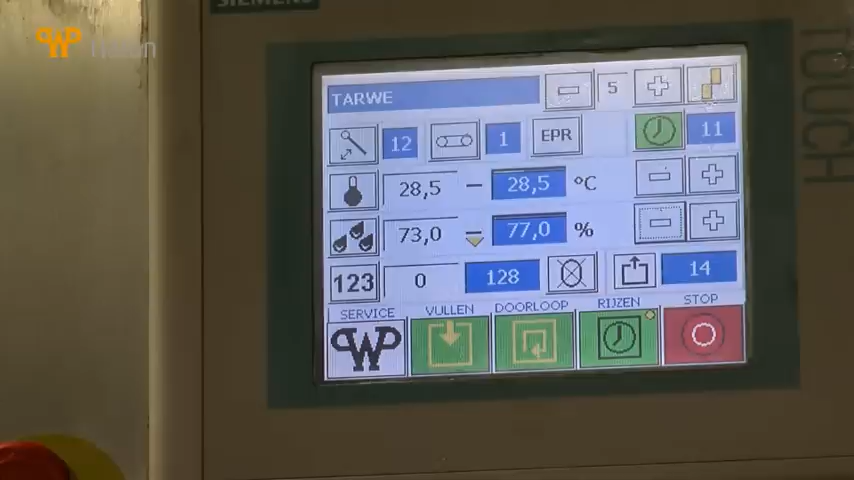 SIEMENS
TOUCH
TARWE
5
12
1
EPR
11
28,5
28,5 °C
73,0
77,0 %
123
0
128
14
SERVICE
VULLEN
DOORLOOP
RIJZEN
STOP